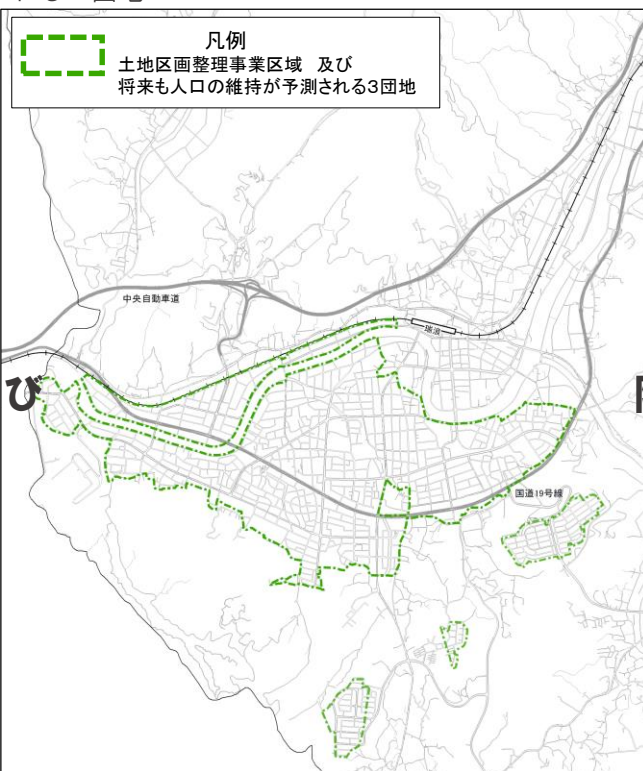 凡例
土地区画整理事業区域 及び
将来も人口の維持が予測される3団地
中央自動車道
瑞浪
び
国道19号線